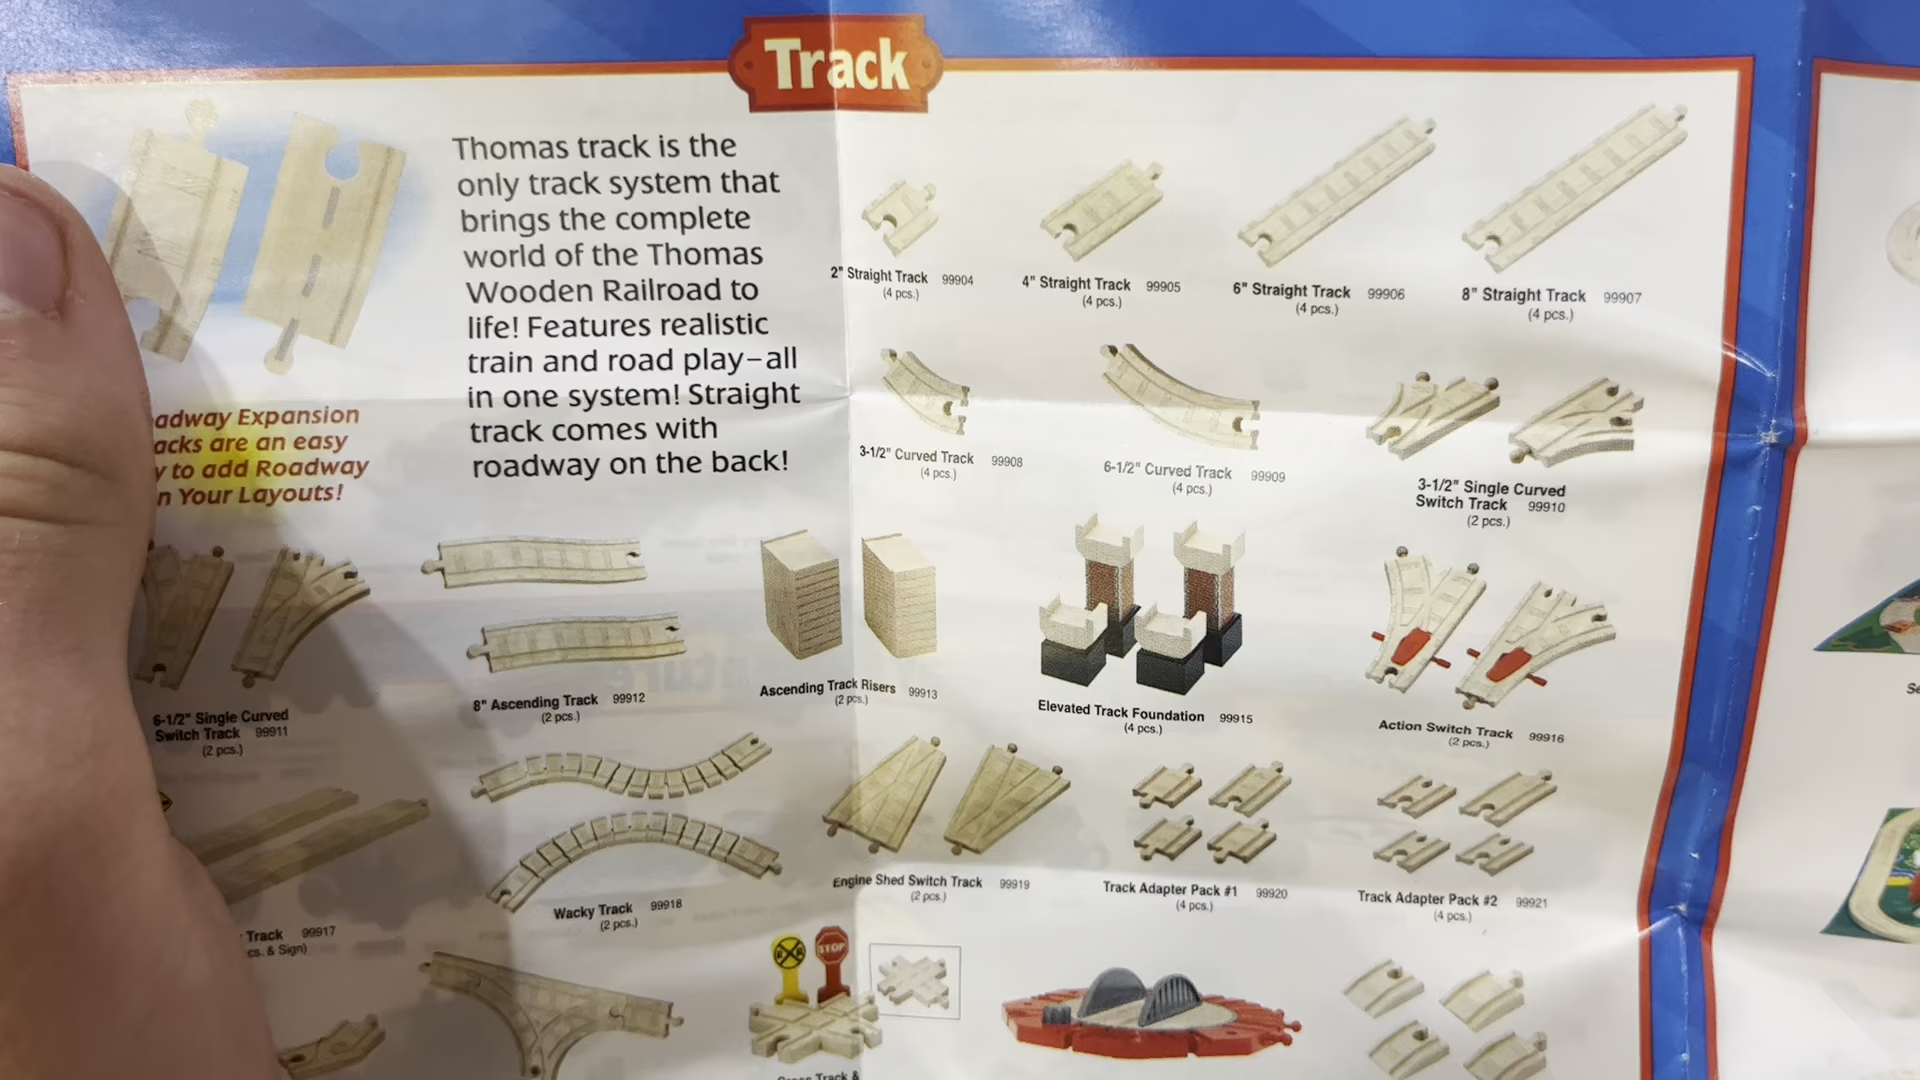 Track
Thomas track is the
only track system that
brings the complete
world of the Thomas
Wooden Railroad to
life! Features realistic
train and road play–all
in one system! Straight
track comes with
roadway on the back!
adway Expansion
acks are an easy
y to add Roadway
n Your Layouts!
2" Straight Track 99904
(4 pcs.)
4" Straight Track 99905
(4 pcs.)
6" Straight Track 99906
(4 pcs.)
8" Straight Track 99907
(4 pcs.)
3-1/2" Curved Track 99908
(4 pcs.)
6-1/2" Curved Track 99909
(4 pcs.)
3-1/2" Single Curved
Switch Track 99910
(2 pcs.)
6-1/2" Single Curved
Switch Track 99911
(2 pcs.)
8" Ascending Track 99912
(2 pcs.)
Ascending Track Risers 99913
(2 pcs.)
Elevated Track Foundation 99915
(4 pcs.)
Action Switch Track 99916
(2 pcs.)
Track 99917
cs. & Sign)
Wacky Track 99918
(2 pcs.)
Engine Shed Switch Track 99919
(2 pcs.)
Track Adapter Pack #1 99920
(4 pcs.)
Track Adapter Pack #2 99921
(4 pcs.)
R R
STOP
Track &